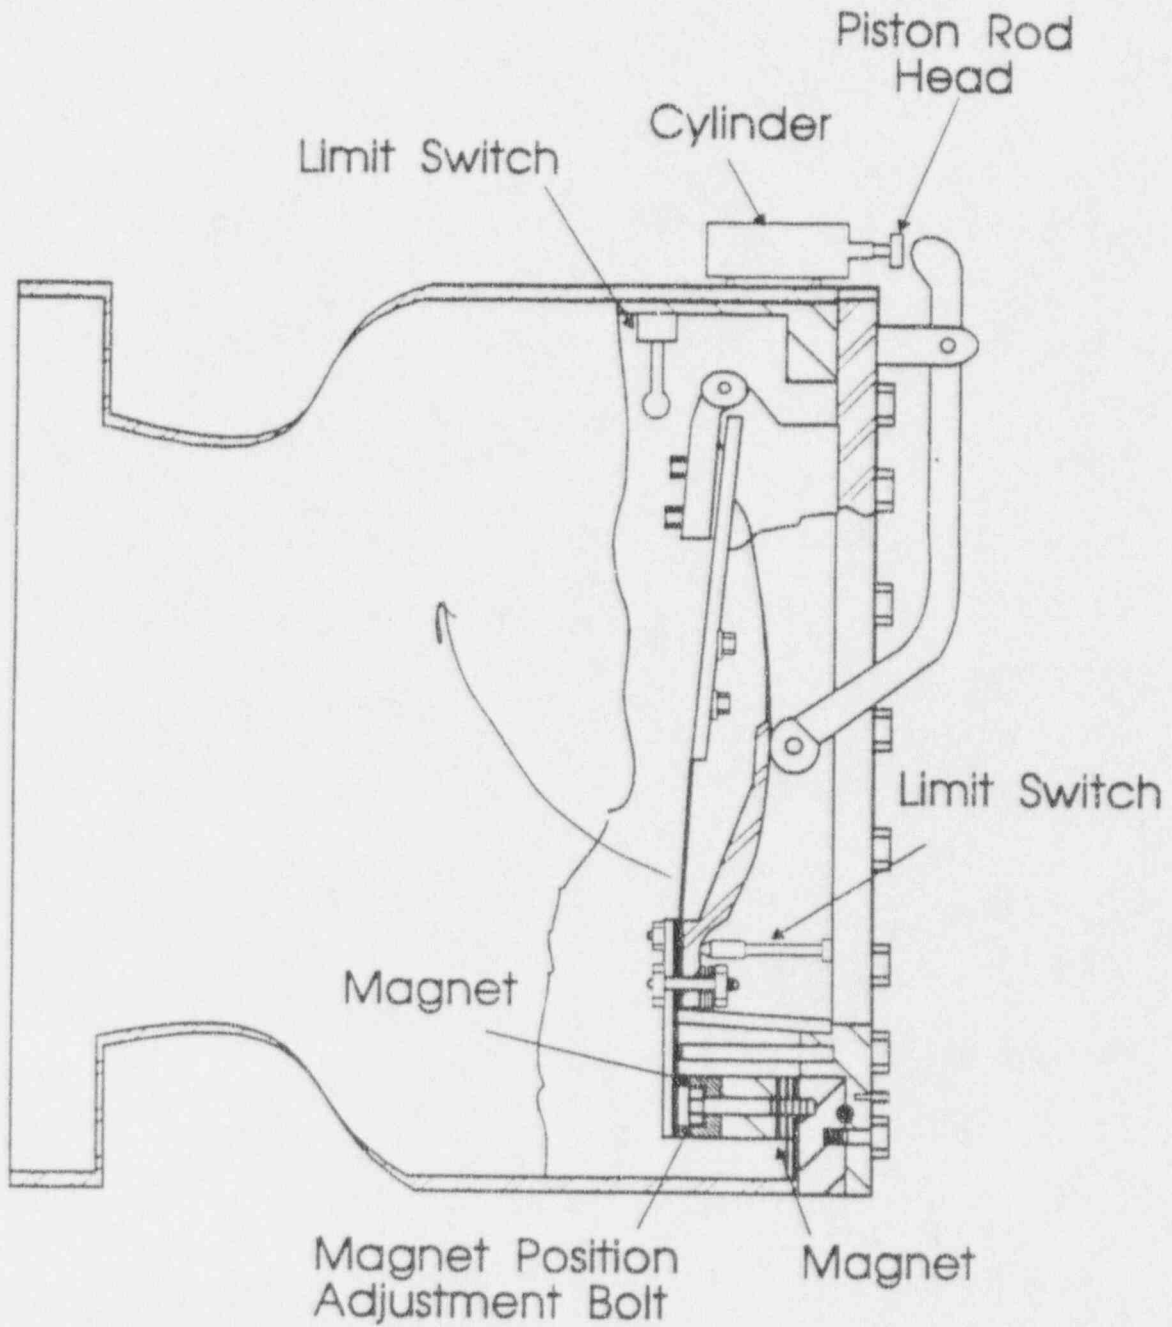 Piston Rod
Head
Cylinder
Limit Switch
Limit Switch
Magnet
Magnet Position
Adjustment Bolt
Magnet